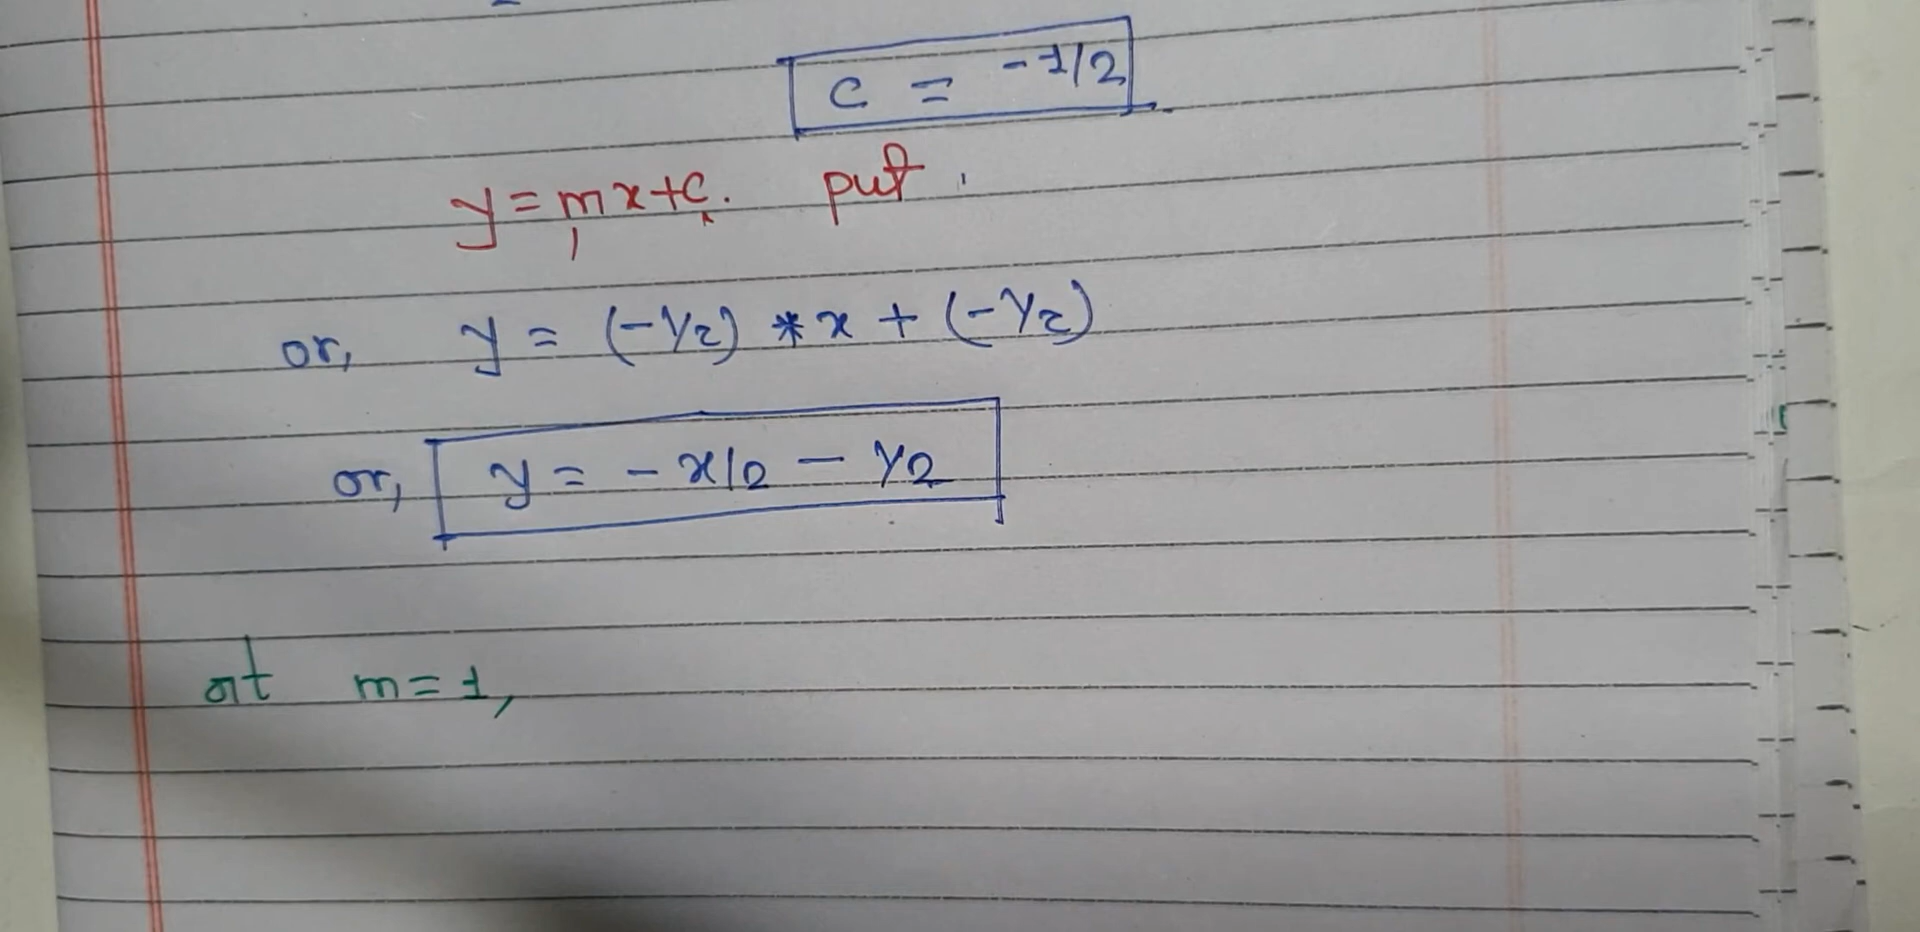 c = -1/2
y = mx+c. put
or, y = (-1/2) * x + (-1/2)
or, y = - x/2 - 1/2
at m = 1,